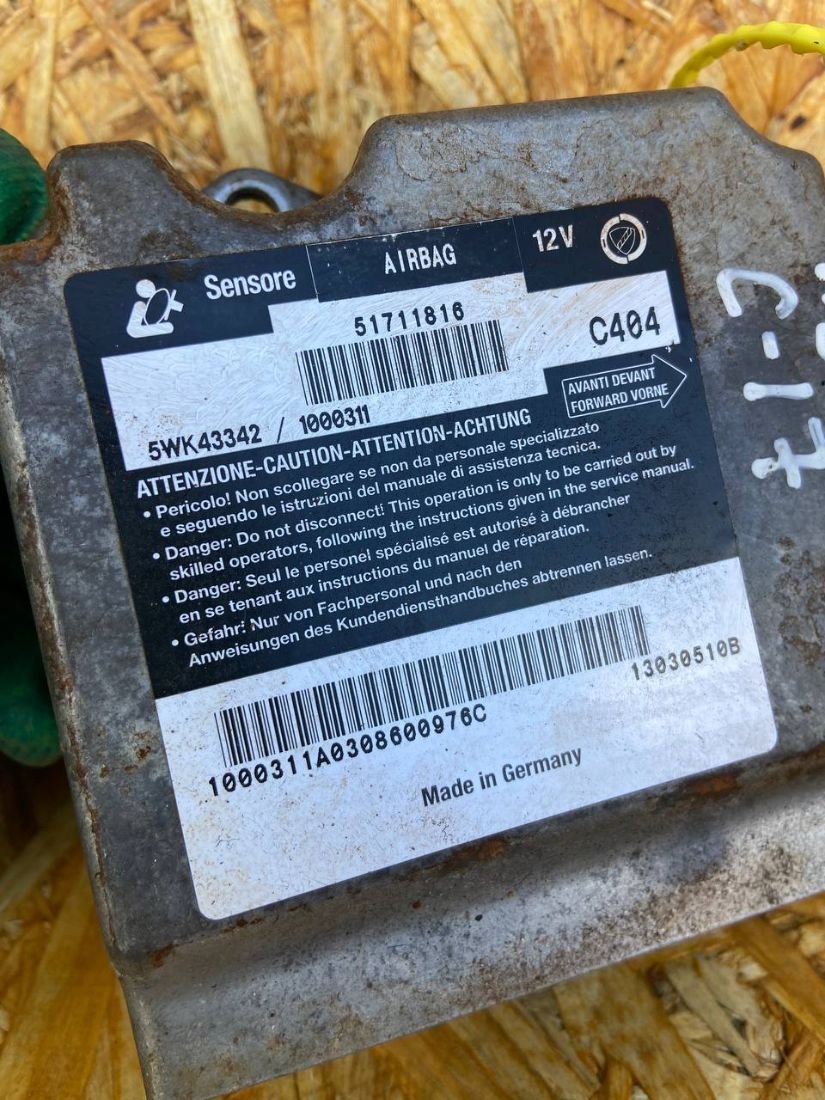 Sensore AIRBAG 12V
51711816
C404
5WK43342 / 1000311
AVANTI DEVANT
FORWARD VORNE
ATTENZIONE-CAUTION-ATTENTION-ACHTUNG
• Pericolo! Non scollegare se non da personale specializzato
e seguendo le istruzioni del manuale di assistenza tecnica.
• Danger: Do not disconnect! This operation is only to be carried out by
skilled operators, following the instructions given in the service manual.
• Danger: Seul le personel spécialisé est autorisé à débrancher
en se tenant aux instructions du manuel de réparation.
• Gefahr! Nur von Fachpersonal und nach den
Anweisungen des Kundendiensthandbuches abtrennen lassen.
13030510B
1000311A0308600976C
Made in Germany